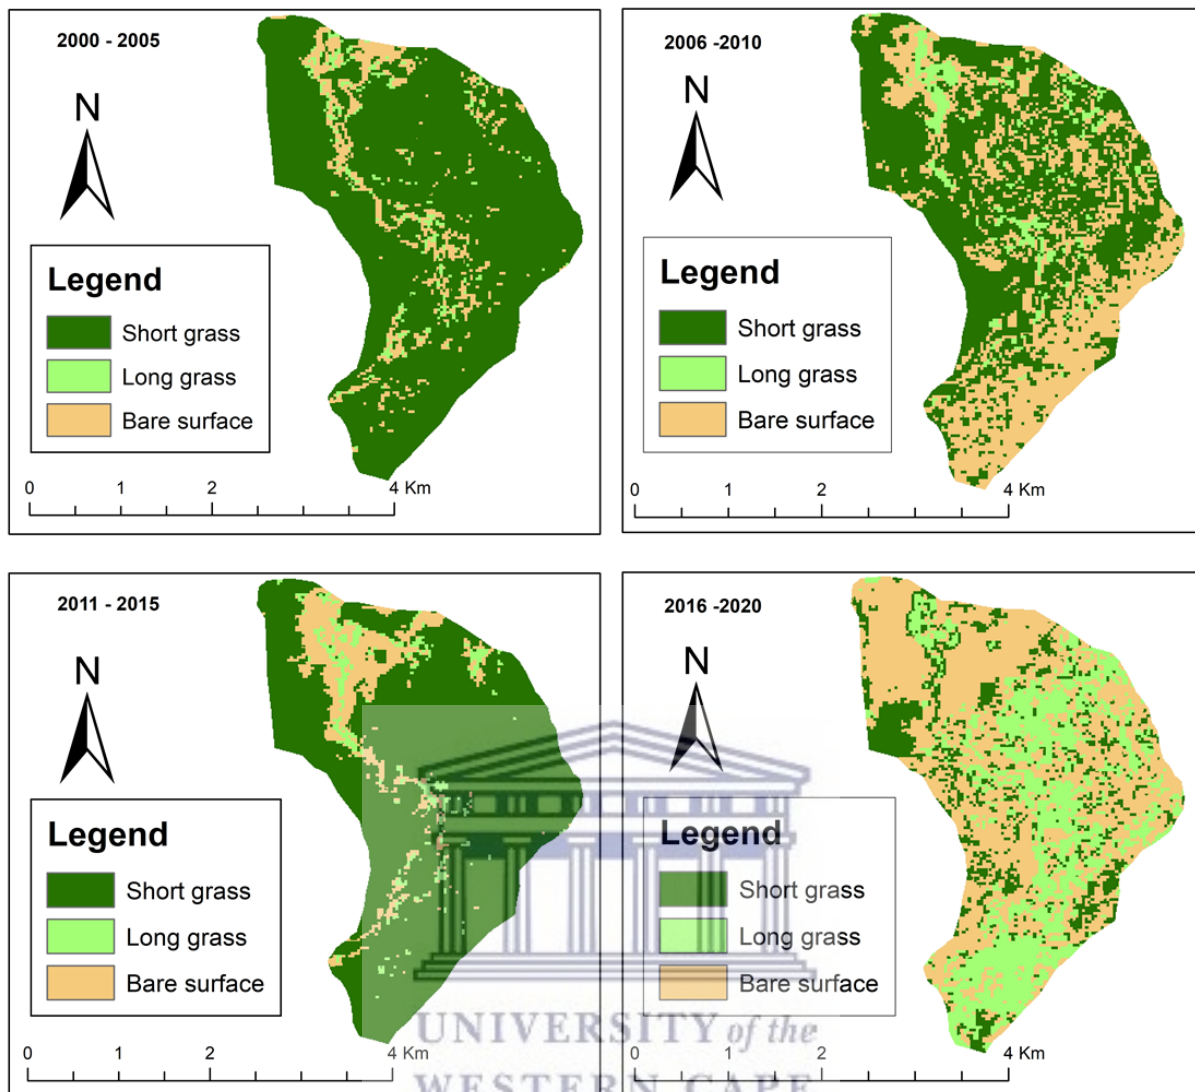 2000 - 2005
N
Legend
Short grass
Long grass
Bare surface
0 1 2 4 Km
2006 -2010
N
Legend
Short grass
Long grass
Bare surface
0 2 4 Km
2011 - 2015
N
Legend
Short grass
Long grass
Bare surface
0 1 2 4 Km
2016 -2020
N
Legend
Short grass
Long grass
Bare surface
0 2 4 Km
UNIVERSITY of the
WESTERN CAPE